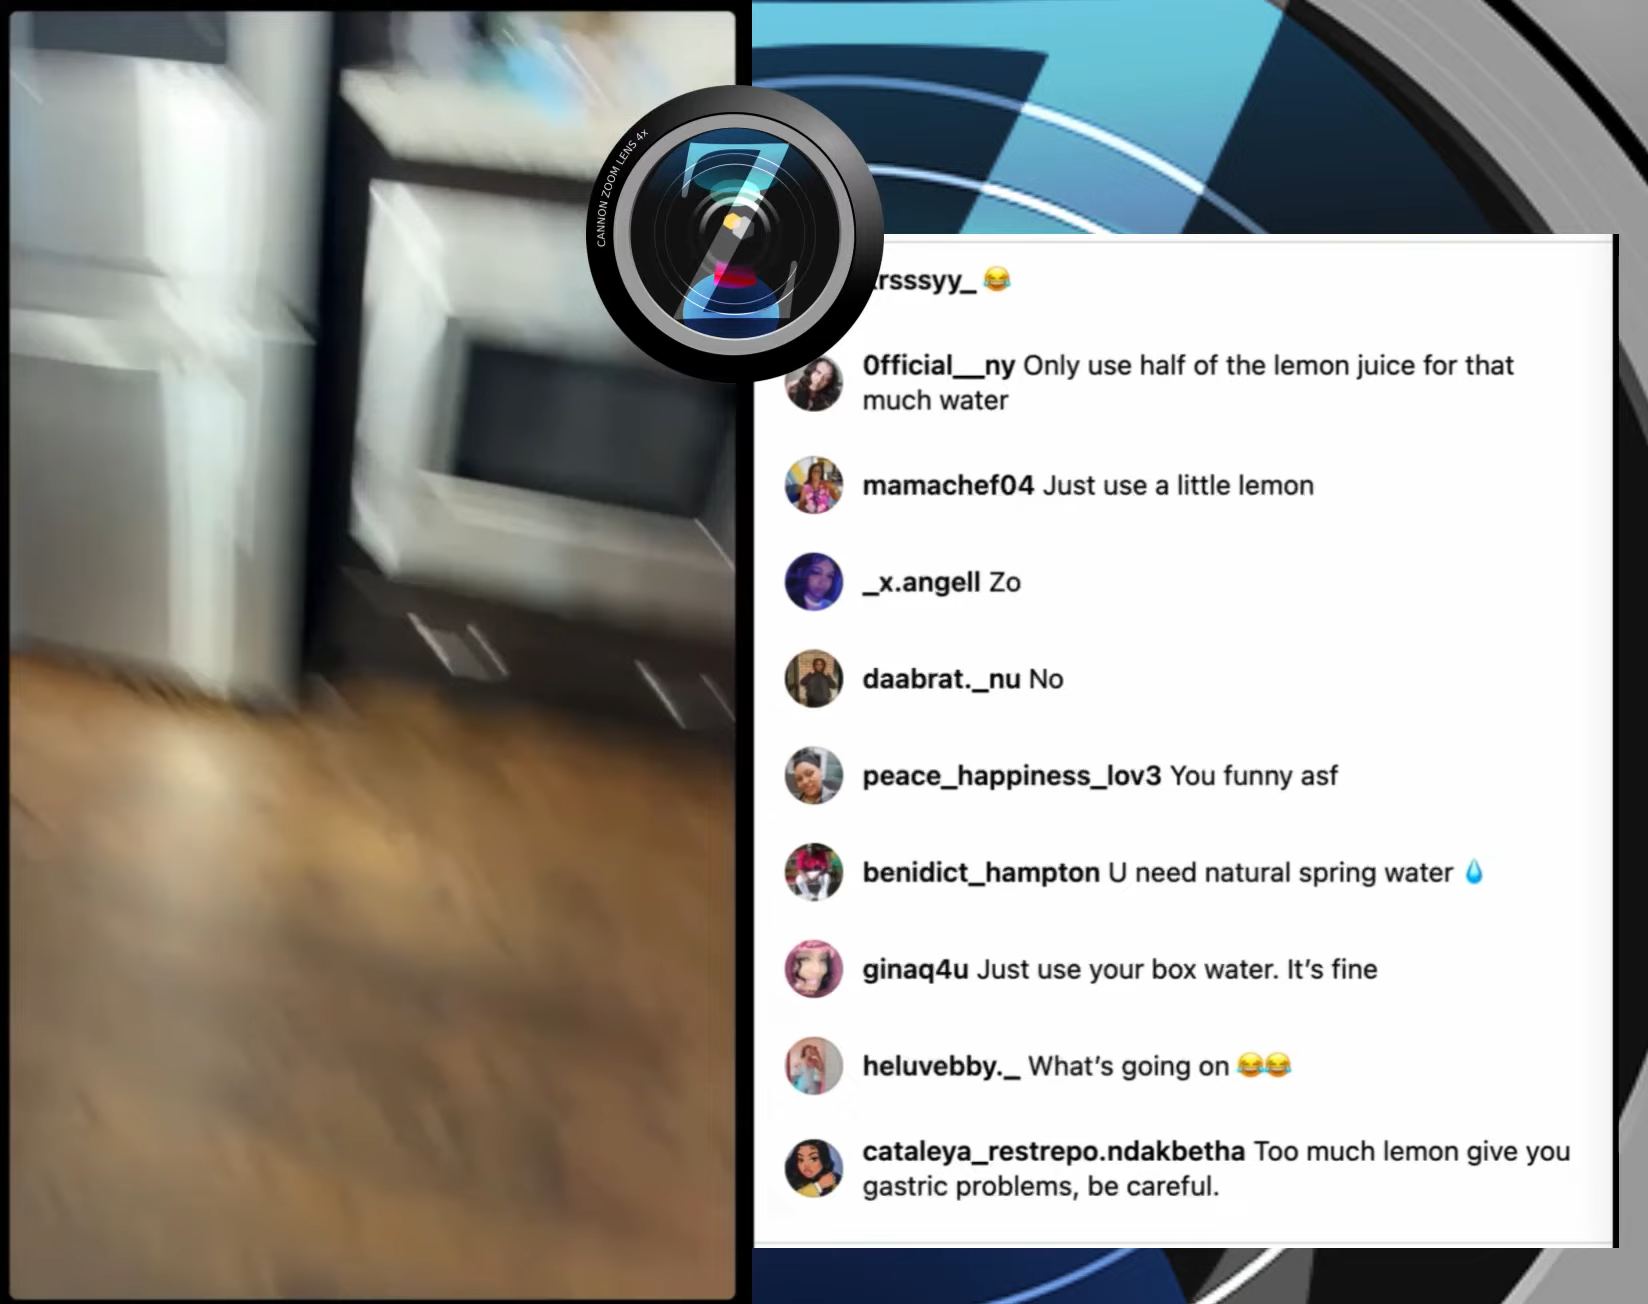 CANNON ZOOM LENS 4x
rsssyy_ 😂
0fficial__ny Only use half of the lemon juice for that
much water
mamachef04 Just use a little lemon
_x.angell Zo
daabrat._nu No
peace_happiness_lov3 You funny asf
benidict_hampton U need natural spring water 💧
ginaq4u Just use your box water. It’s fine
heluvebby._ What’s going on 😂😂
cataleya_restrepo.ndakbetha Too much lemon give you
gastric problems, be careful.